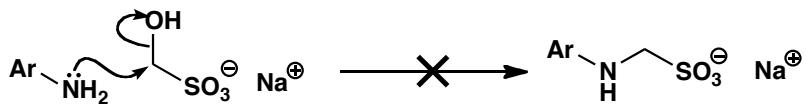 OH
Ar
NH2
SO3⊖ Na⊕
Ar
N
H
SO3⊖ Na⊕